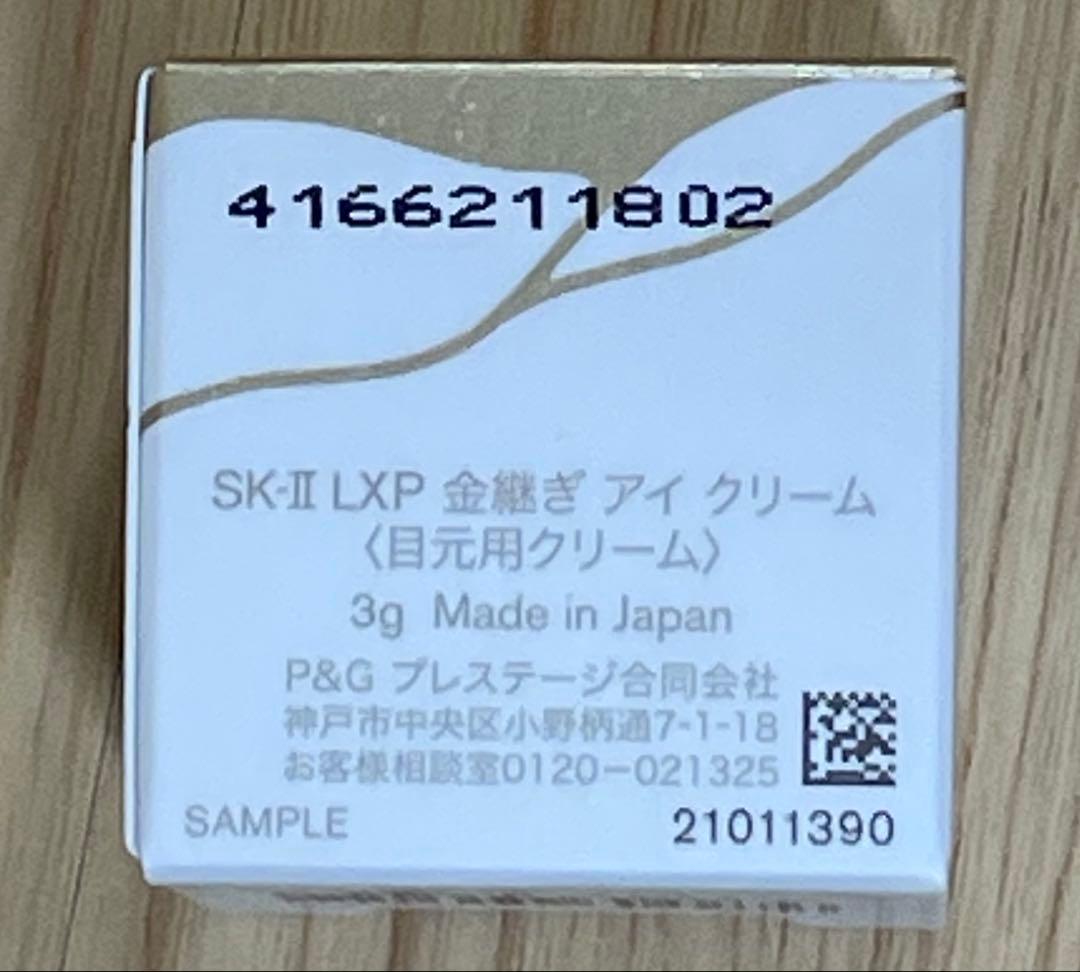 41662118 02
SK-Ⅱ LXP 金継ぎ アイ クリーム
〈目元用クリーム〉
3g Made in Japan
P&G プレステージ合同会社
神戸市中央区小野柄通7-1-18
お客様相談室0120-021325
SAMPLE
21011390